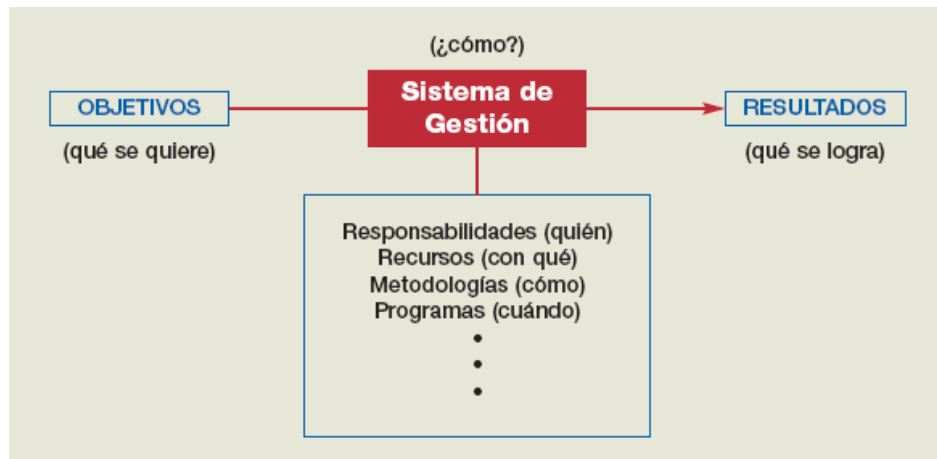 (¿cómo?)
OBJETIVOS
Sistema de
Gestión
RESULTADOS
(qué se quiere)
(qué se logra)
Responsabilidades (quién)
Recursos (con qué)
Metodologías (cómo)
Programas (cuándo)
•
•
•